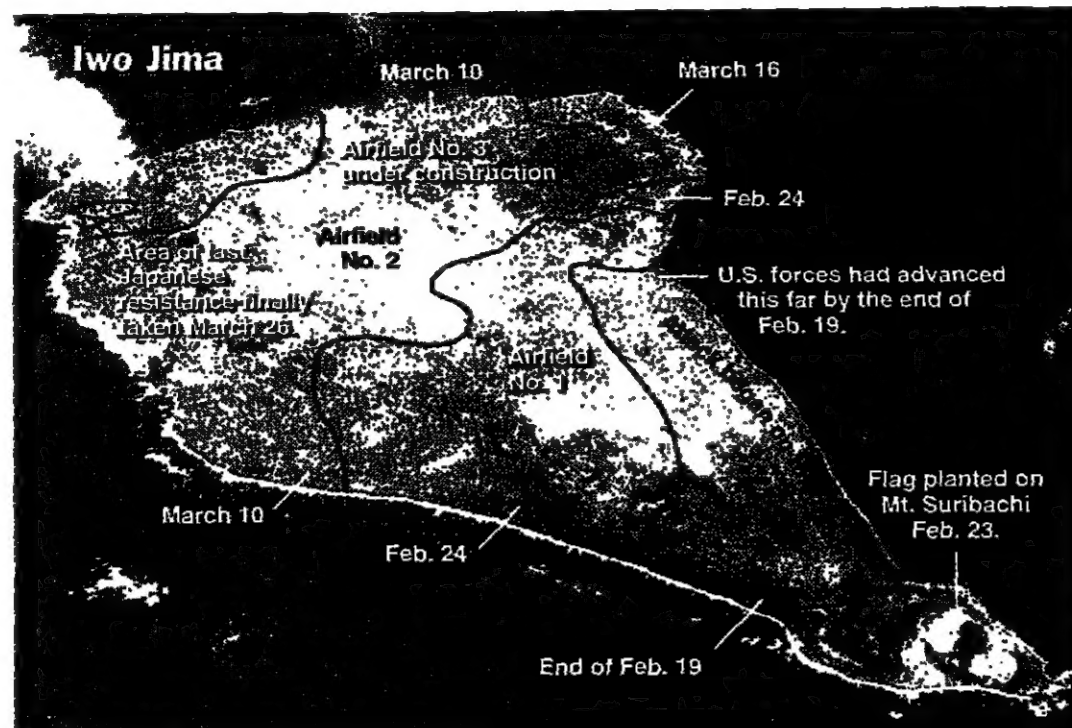 Iwo Jima
March 10
March 16
Airfield No. 3
under construction
Feb. 24
Airfield
No. 2
Area of last
Japanese
resistance finally
taken March 26
U.S. forces had advanced
this far by the end of
Feb. 19.
Airfield
No. 1
Flag planted on
Mt. Suribachi
Feb. 23.
March 10
Feb. 24
End of Feb. 19